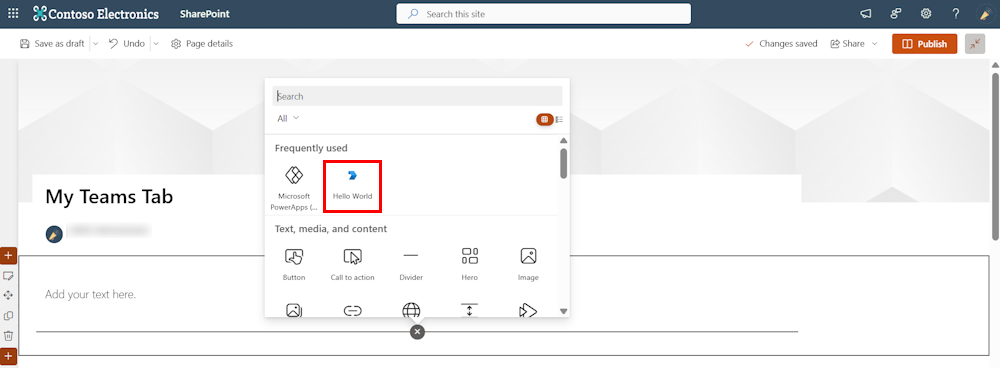 Contoso Electronics SharePoint Search this site
Save as draft Undo Page details Changes saved Share Publish
Search
All
Frequently used
Microsoft PowerApps (...
Hello World
My Teams Tab
Text, media, and content
Button Call to action Divider Hero Image
Add your text here.